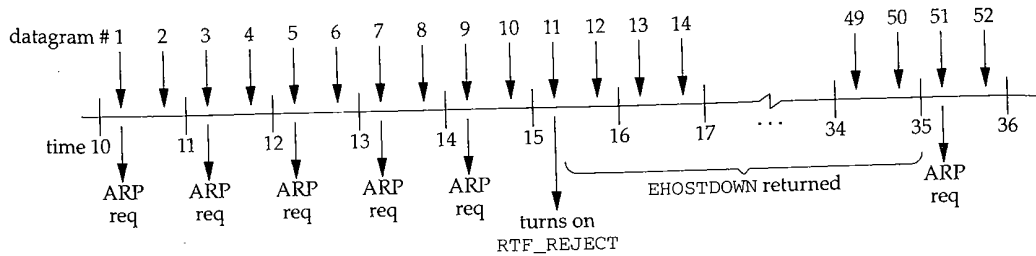 datagram # 1 2 3 4 5 6 7 8 9 10 11 12 13 14 49 50 51 52
time 10 11 12 13 14 15 16 17 ... 34 35 36
ARP req
ARP req
ARP req
ARP req
ARP req
turns on
RTF_REJECT
EHOSTDOWN returned
ARP req